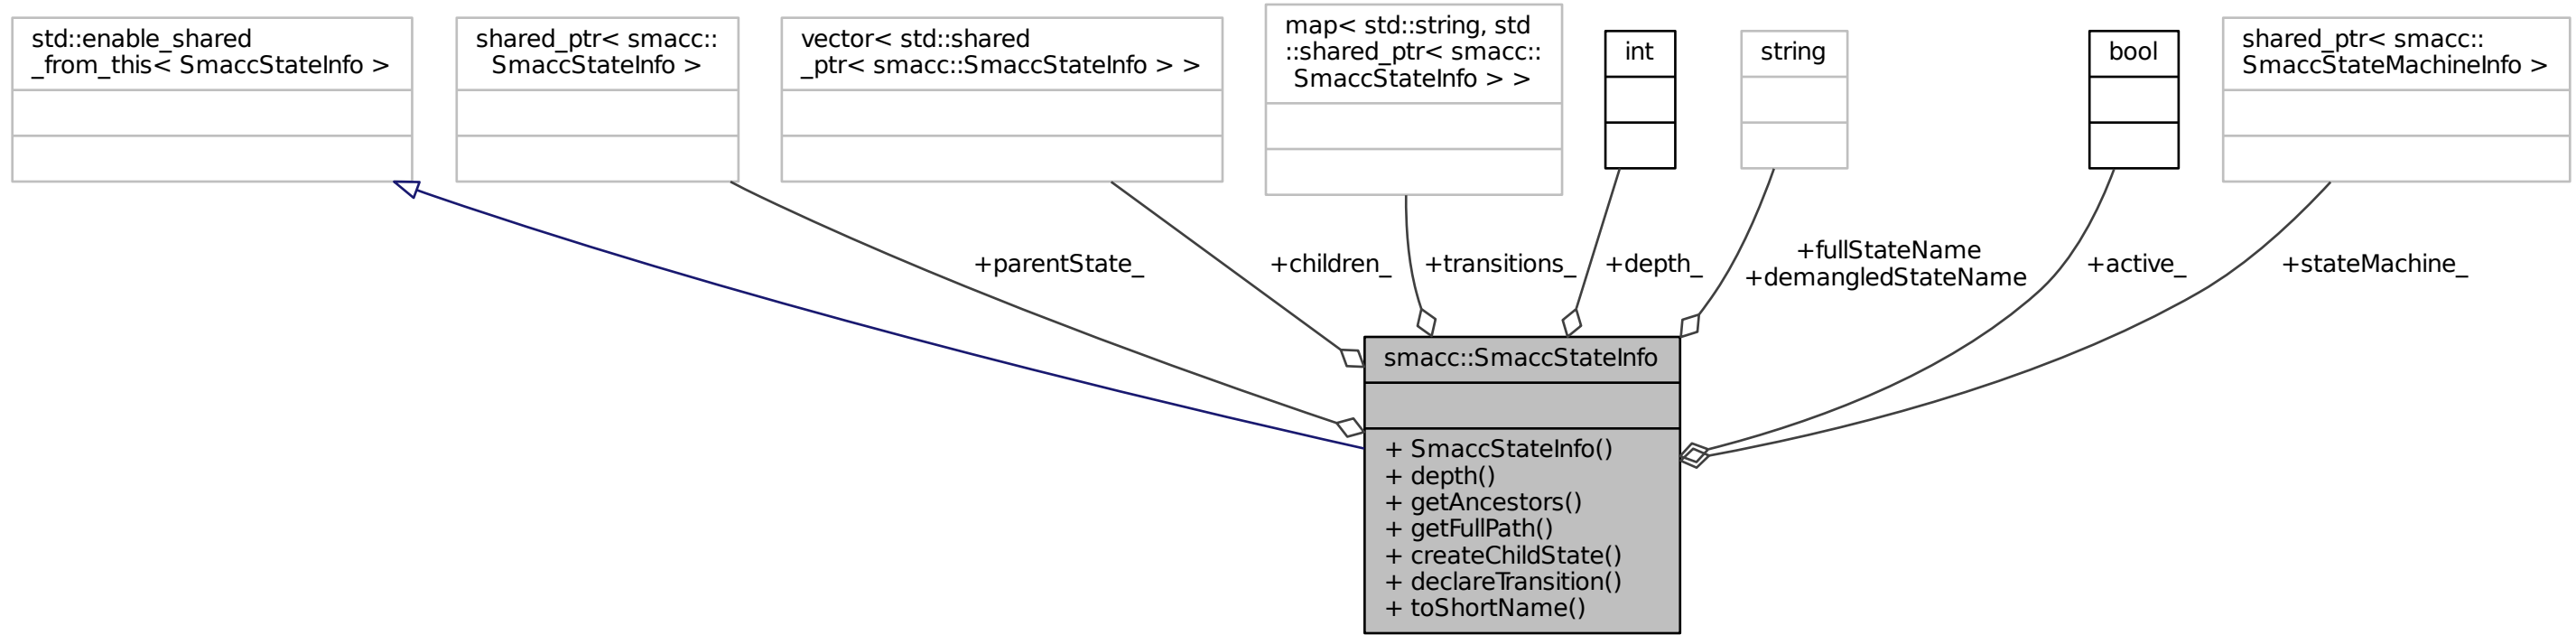 std::enable_shared
_from_this< SmaccStateInfo >
shared_ptr< smacc::
SmaccStateInfo >
vector< std::shared
_ptr< smacc::SmaccStateInfo > >
map< std::string, std
::shared_ptr< smacc::
SmaccStateInfo > >
int
string
bool
shared_ptr< smacc::
SmaccStateMachineInfo >
+parentState_
+children_
+transitions_
+depth_
+fullStateName
+demangledStateName
+active_
+stateMachine_
smacc::SmaccStateInfo
+ SmaccStateInfo()
+ depth()
+ getAncestors()
+ getFullPath()
+ createChildState()
+ declareTransition()
+ toShortName()